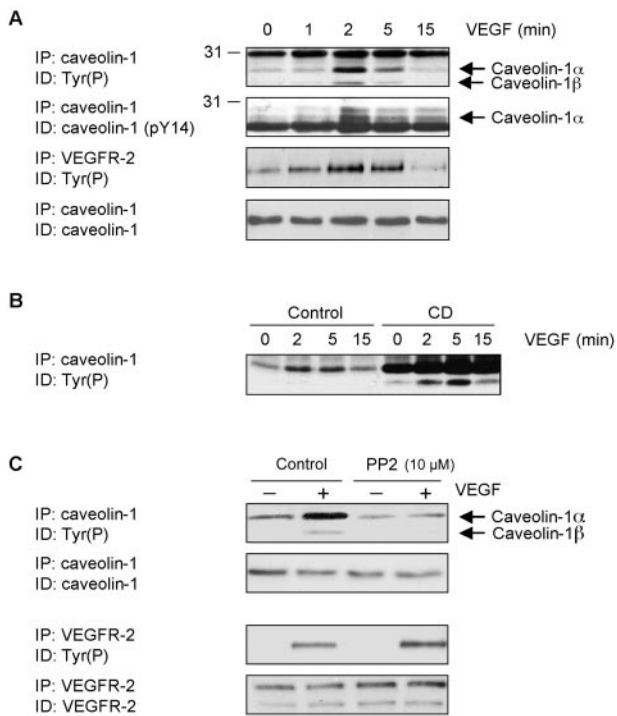 A
0 1 2 5 15 VEGF (min)
IP: caveolin-1
ID: Tyr(P)
31
Caveolin-1α
Caveolin-1β
IP: caveolin-1
ID: caveolin-1 (pY14)
31
Caveolin-1α
IP: VEGFR-2
ID: Tyr(P)
IP: caveolin-1
ID: caveolin-1
B
Control CD
0 2 5 15 0 2 5 15 VEGF (min)
IP: caveolin-1
ID: Tyr(P)
C
Control PP2 (10 µM)
− + − + VEGF
IP: caveolin-1
ID: Tyr(P)
Caveolin-1α
Caveolin-1β
IP: caveolin-1
ID: caveolin-1
IP: VEGFR-2
ID: Tyr(P)
IP: VEGFR-2
ID: VEGFR-2